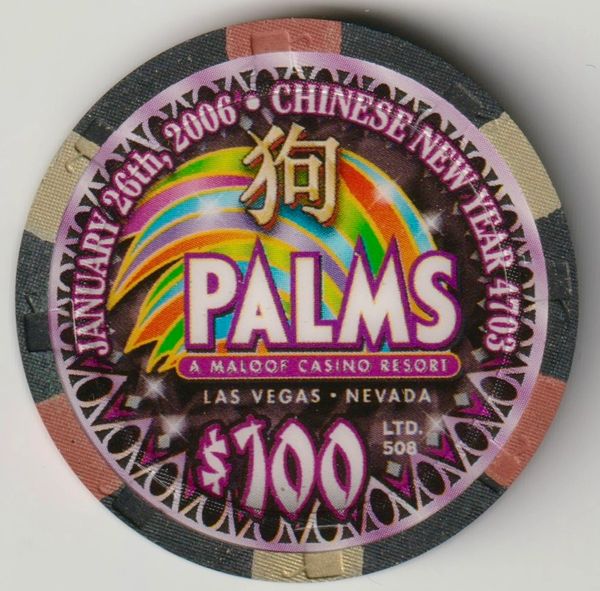 JANUARY 26th, 2006 • CHINESE NEW YEAR 4703
狗
PALMS
A MALOOF CASINO RESORT
LAS VEGAS • NEVADA
$100
LTD.
508